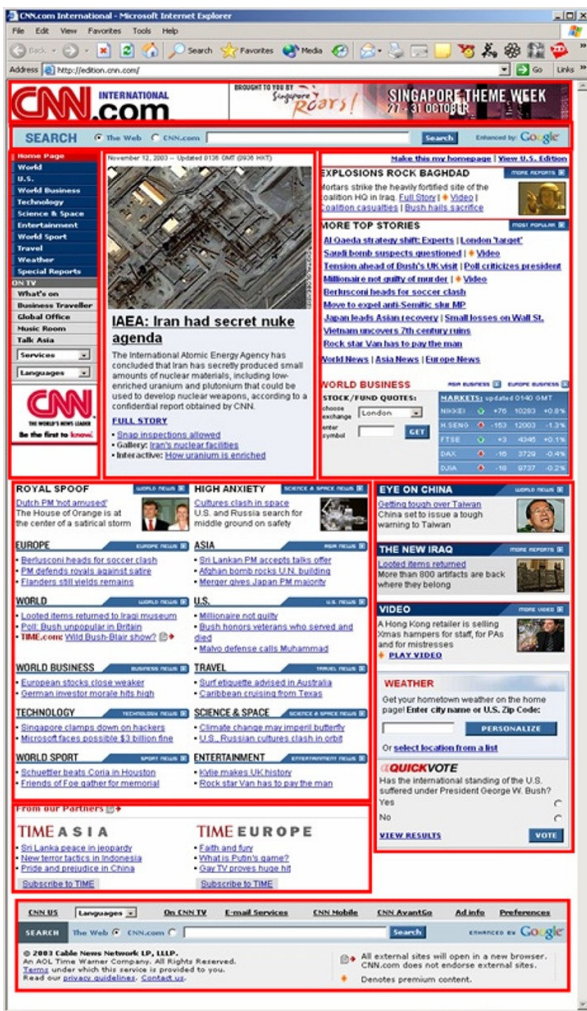 CNN.com International - Microsoft Internet Explorer
File Edit View Favorites Tools Help
Back Search Favorites Media
Address http://edition.cnn.com/ Go Links
CNN.com INTERNATIONAL
BROUGHT TO YOU BY
Singapore Roars!
SINGAPORE THEME WEEK
27 - 31 OCTOBER
SEARCH The Web CNN.com Search Enhanced by: Google
Home Page
World
U.S.
World Business
Technology
Science & Space
Entertainment
World Sport
Travel
Weather
Special Reports
ON TV
What's on
Business Traveller
Global Office
Music Room
Talk Asia
Services
Languages
CNN
THE WORLD'S NEWS LEADER
Be the first to know.
November 12, 2003 -- Updated 0136 GMT (0936 HKT)
IAEA: Iran had secret nuke
agenda
The International Atomic Energy Agency has
concluded that Iran has secretly produced small
amounts of nuclear materials, including low-
enriched uranium and plutonium that could be
used to develop nuclear weapons, according to a
confidential report obtained by CNN.
FULL STORY
• Snap inspections allowed
• Gallery: Iran's nuclear facilities
• Interactive: How uranium is enriched
Make this my homepage | View U.S. Edition
EXPLOSIONS ROCK BAGHDAD MORE REPORTS
Mortars strike the heavily fortified site of the
coalition HQ in Iraq. Full Story | Video |
Coalition casualties | Bush hails sacrifice
MORE TOP STORIES MOST POPULAR
Al Qaeda strategy shift: Experts | London 'target'
Saudi bomb suspects questioned | Video
Tension ahead of Bush's UK visit | Poll criticizes president
Millionaire not guilty of murder | Video
Berlusconi heads for soccer clash
Move to expel anti-Semitic slur MP
Japan leads Asian recovery | Small losses on Wall St.
Vietnam uncovers 7th century ruins
Rock star Van has to pay the man
World News | Asia News | Europe News
WORLD BUSINESS ASIA BUSINESS EUROPE BUSINESS
STOCK/FUND QUOTES:
choose exchange London
enter symbol GET
MARKETS: updated 0140 GMT
NIKKEI +76 10283 +0.8%
H.SENG -153 12003 -1.3%
FTSE +3 4346 +0.1%
DAX -16 3729 -0.4%
DJIA -18 9737 -0.2%
ROYAL SPOOF WORLD NEWS
Dutch PM 'not amused'
The House of Orange is at
the center of a satirical storm
HIGH ANXIETY SCIENCE & SPACE NEWS
Cultures clash in space
U.S. and Russia search for
middle ground on safety
EUROPE EUROPE NEWS
• Berlusconi heads for soccer clash
• PM defends royals against satire
• Flanders still yields remains
ASIA ASIA NEWS
• Sri Lankan PM accepts talks offer
• Afghan bomb rocks U.N. building
• Merger gives Japan PM majority
WORLD WORLD NEWS
• Looted items returned to Iraqi museum
• Poll: Bush unpopular in Britain
• TIME.com: Wild Bush-Blair show?
U.S. U.S. NEWS
• Millionaire not guilty
• Bush honors veterans who served and
died
• Malvo defense calls Muhammad
WORLD BUSINESS BUSINESS NEWS
• European stocks close weaker
• German investor morale hits high
TRAVEL TRAVEL NEWS
• Surf etiquette advised in Australia
• Caribbean cruising from Texas
TECHNOLOGY TECHNOLOGY NEWS
• Singapore clamps down on hackers
• Microsoft faces possible $3 billion fine
SCIENCE & SPACE SCIENCE & SPACE NEWS
• Climate change may imperil butterfly
• U.S., Russian cultures clash in orbit
WORLD SPORT SPORT NEWS
• Schuettler beats Coria in Houston
• Friends of Foe gather for memorial
ENTERTAINMENT ENTERTAINMENT NEWS
• Kylie makes UK history
• Rock star Van has to pay the man
EYE ON CHINA WORLD NEWS
Getting tough over Taiwan
China set to issue a tough
warning to Taiwan
THE NEW IRAQ MORE REPORTS
Looted items returned
More than 800 artifacts are back
where they belong
VIDEO MORE VIDEO
A Hong Kong retailer is selling
Xmas hampers for staff, for PAs
and for mistresses
PLAY VIDEO
WEATHER
Get your hometown weather on the home
page! Enter city name or U.S. Zip Code:
PERSONALIZE
Or select location from a list
QUICKVOTE
Has the international standing of the U.S.
suffered under President George W. Bush?
Yes
No
VIEW RESULTS VOTE
From our Partners
TIME ASIA
• Sri Lanka peace in jeopardy
• New terror tactics in Indonesia
• Pride and prejudice in China
Subscribe to TIME
TIME EUROPE
• Faith and fury
• What is Putin's game?
• Gay TV proves huge hit
Subscribe to TIME
CNN US Languages On CNN TV E-mail Services CNN Mobile CNN AvantGo Ad info Preferences
SEARCH The Web CNN.com Search ENHANCED BY Google
© 2003 Cable News Network LP, LLLP.
An AOL Time Warner Company. All Rights Reserved.
Terms under which this service is provided to you.
Read our privacy guidelines. Contact us.
All external sites will open in a new browser.
CNN.com does not endorse external sites.
Denotes premium content.